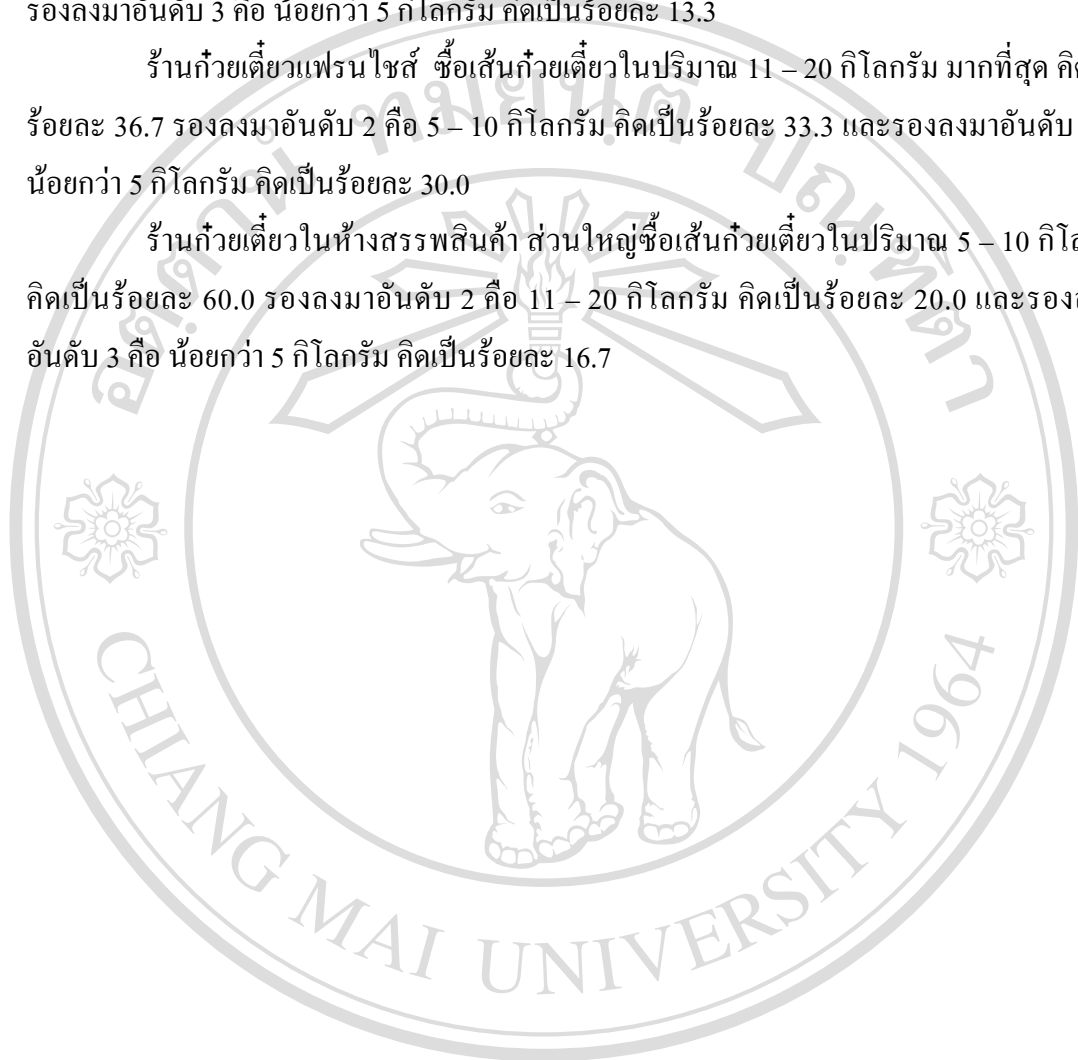 รองลงมาอันดับ 3 คือ น้อยกว่า 5 กิโลกรัม คิดเป็นร้อยละ 13.3
ร้านก๋วยเตี๋ยวแฟรนไชส์ ซื้อเส้นก๋วยเตี๋ยวในปริมาณ 11 – 20 กิโลกรัม มากที่สุด คิด
ร้อยละ 36.7 รองลงมาอันดับ 2 คือ 5 – 10 กิโลกรัม คิดเป็นร้อยละ 33.3 และรองลงมาอันดับ
น้อยกว่า 5 กิโลกรัม คิดเป็นร้อยละ 30.0
ร้านก๋วยเตี๋ยวในห้างสรรพสินค้า ส่วนใหญ่ซื้อเส้นก๋วยเตี๋ยวในปริมาณ 5 – 10 กิโล
คิดเป็นร้อยละ 60.0 รองลงมาอันดับ 2 คือ 11 – 20 กิโลกรัม คิดเป็นร้อยละ 20.0 และรอง
อันดับ 3 คือ น้อยกว่า 5 กิโลกรัม คิดเป็นร้อยละ 16.7
อตฺตานํ ทมยนฺติ ปณฺฑิตา
CHIANG MAI UNIVERSITY 1964